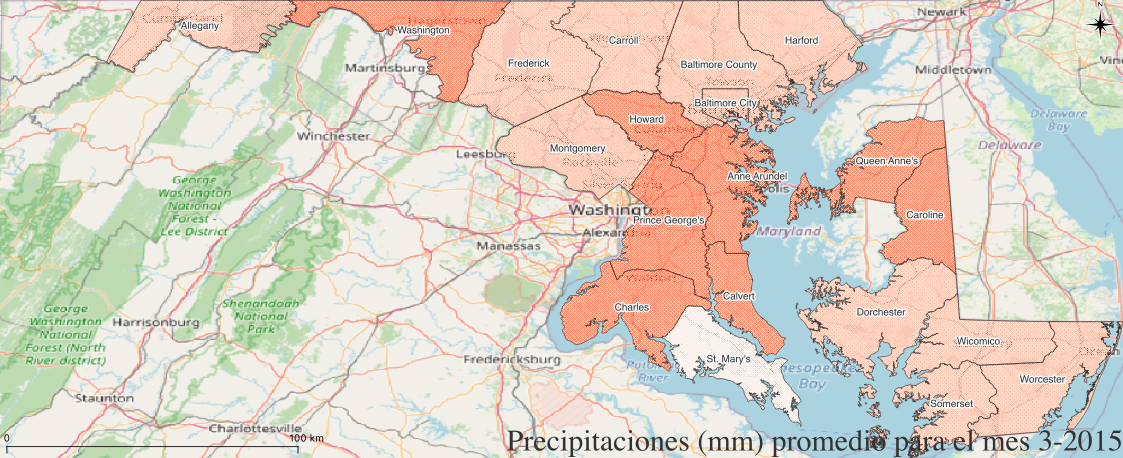 Cumberland
Allegany
Hagerstown
Washington
Newark
N
Carroll
Harford
Martinsburg
Frederick
Frederick
Baltimore County
Towson
Middletown
Baltimore City
Howard
Columbia
Delaware
Bay
Winchester
Leesburg
Montgomery
Rockville
Delaware
Queen Anne's
George
Washington
National
Forest -
Lee District
Silver Spring
Anne Arundel
Washington
Prince George's
Caroline
Maryland
Alexandria
Manassas
Waldorf
Shenandoah
National
Park
Charles
Calvert
Dorchester
George
Washington
National
Forest (North
River district)
Harrisonburg
Wicomico
Fredericksburg
St. Mary's
River
Chesapeake
Bay
Worcester
Staunton
Somerset
Charlottesville
0
100 km
Precipitaciones (mm) promedio para el mes 3-2015